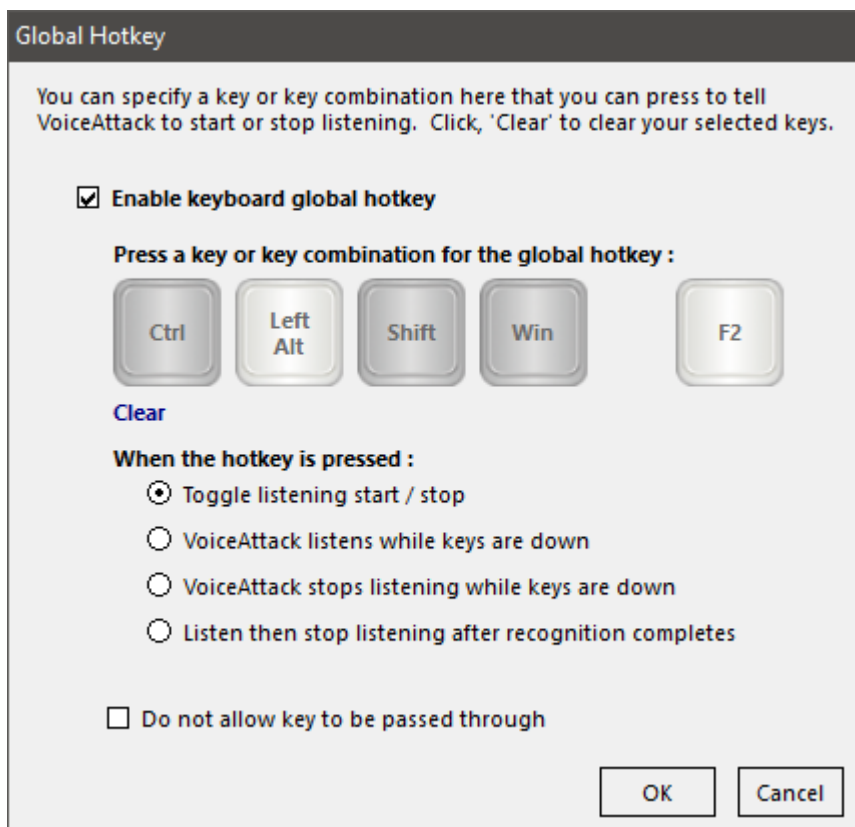 Global Hotkey
You can specify a key or key combination here that you can press to tell
VoiceAttack to start or stop listening.  Click, 'Clear' to clear your selected keys.
Enable keyboard global hotkey
Press a key or key combination for the global hotkey :
Ctrl Left Alt Shift Win F2
Clear
When the hotkey is pressed :
Toggle listening start / stop
VoiceAttack listens while keys are down
VoiceAttack stops listening while keys are down
Listen then stop listening after recognition completes
Do not allow key to be passed through
OK Cancel